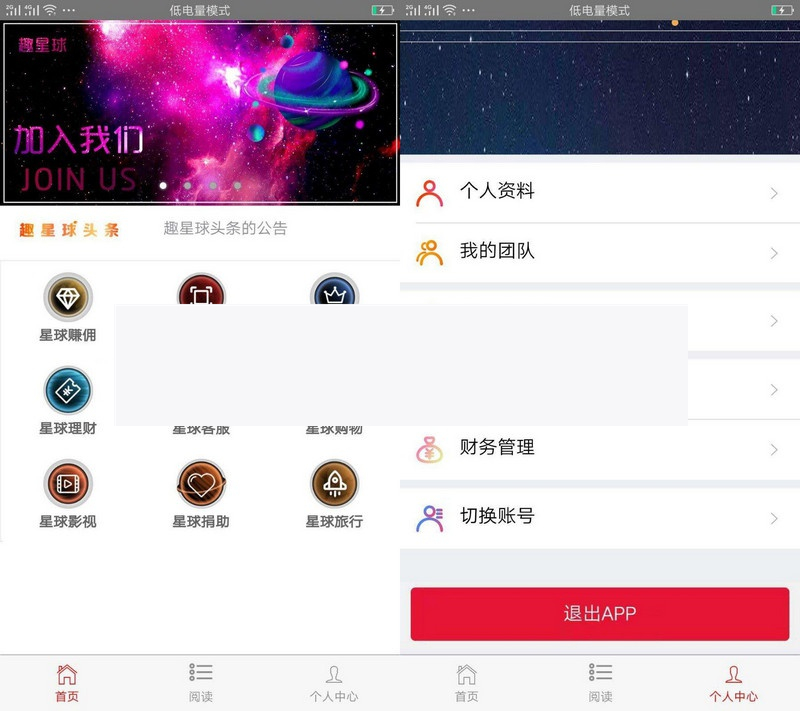 低电量模式
趣星球
加入我们
JOIN US
趣星球头条
趣星球头条的公告
星球赚佣
星球理财
星球客服
星球购物
星球影视
星球捐助
星球旅行
首页
阅读
个人中心
低电量模式
个人资料
我的团队
财务管理
切换账号
退出APP
首页
阅读
个人中心